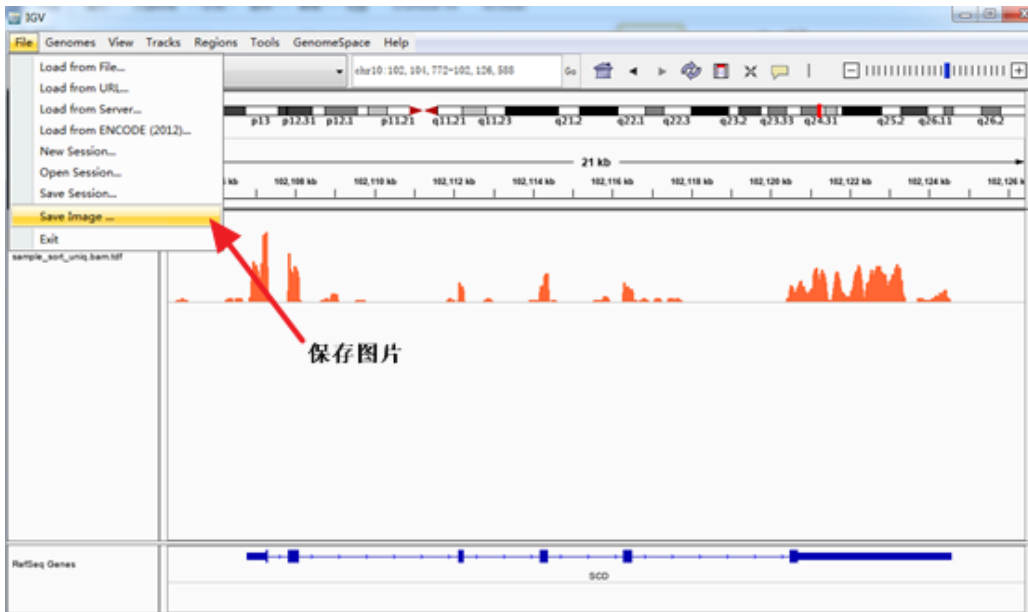 IGV
File Genomes View Tracks Regions Tools GenomeSpace Help
Load from File...
chr10:102,104,772-102,126,588 Go
Load from URL...
Load from Server...
p13 p12.31 p12.1 p11.21 q11.21 q11.23 q21.2 q22.1 q22.3 q23.2 q23.33 q24.31 q25.2 q26.11 q26.2
Load from ENCODE (2012)...
New Session...
21 kb
Open Session...
kb 102,108 kb 102,110 kb 102,112 kb 102,114 kb 102,116 kb 102,118 kb 102,120 kb 102,122 kb 102,124 kb 102,126 k
Save Session...
Save Image ...
Exit
sample_sort_uniq.bam.tdf
保存图片
RefSeq Genes
SCD